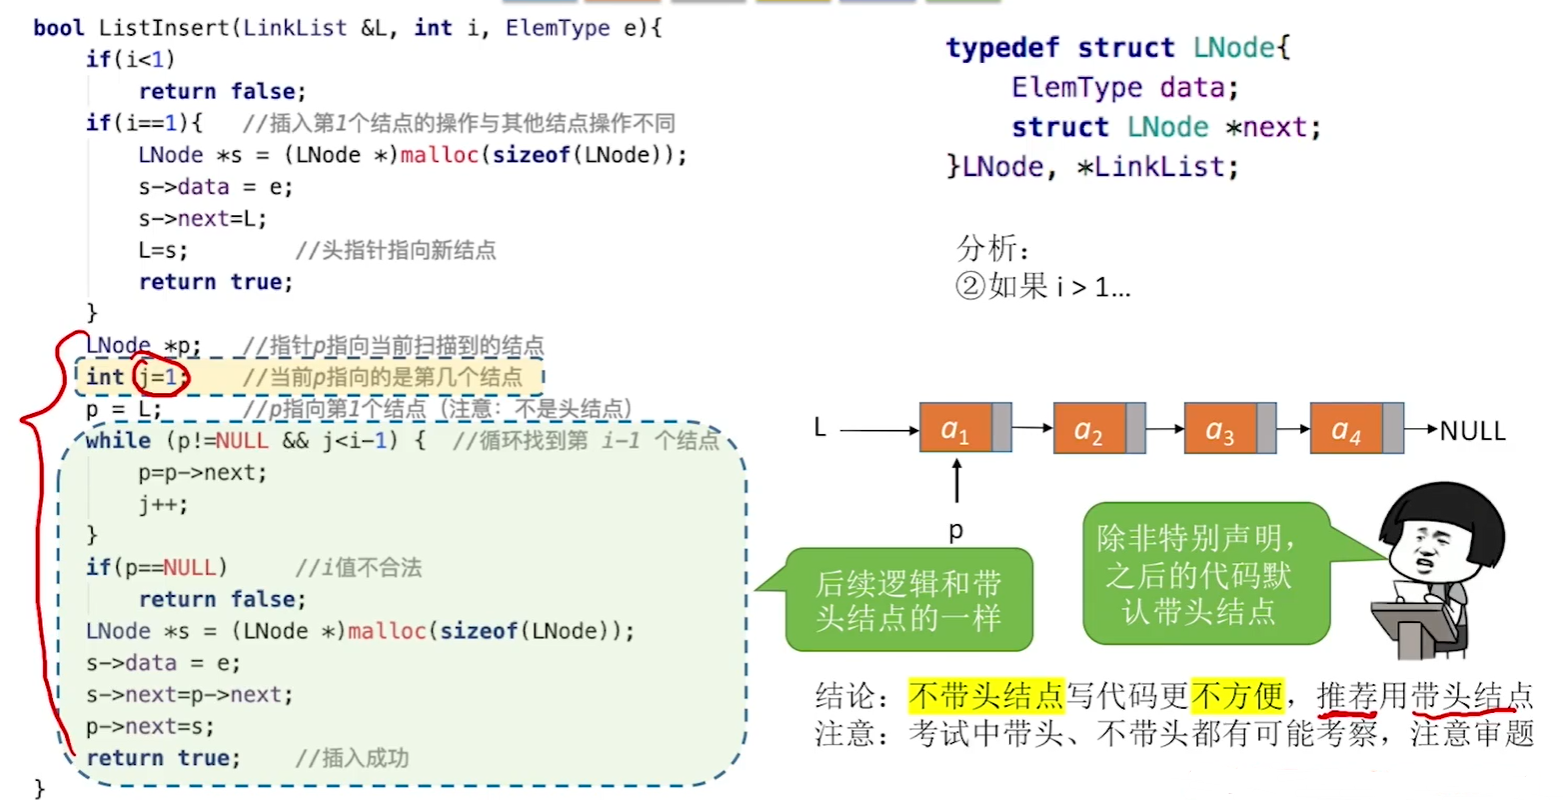 bool ListInsert(LinkList &L, int i, ElemType e){
if(i<1)
return false;
if(i==1){ //插入第1个结点的操作与其他结点操作不同
LNode *s = (LNode *)malloc(sizeof(LNode));
s->data = e;
s->next=L;
L=s; //头指针指向新结点
return true;
}
LNode *p; //指针p指向当前扫描到的结点
int j=1; //当前p指向的是第几个结点
p = L; //p指向第1个结点（注意：不是头结点）
while (p!=NULL && j<i-1) { //循环找到第 i-1 个结点
p=p->next;
j++;
}
if(p==NULL) //i值不合法
return false;
LNode *s = (LNode *)malloc(sizeof(LNode));
s->data = e;
s->next=p->next;
p->next=s;
return true; //插入成功
}
typedef struct LNode{
ElemType data;
struct LNode *next;
}LNode, *LinkList;
分析：
②如果 i > 1…
L a1 a2 a3 a4 NULL
p
后续逻辑和带
头结点的一样
除非特别声明，
之后的代码默
认带头结点
结论：不带头结点写代码更不方便，推荐用带头结点
注意：考试中带头、不带头都有可能考察，注意审题